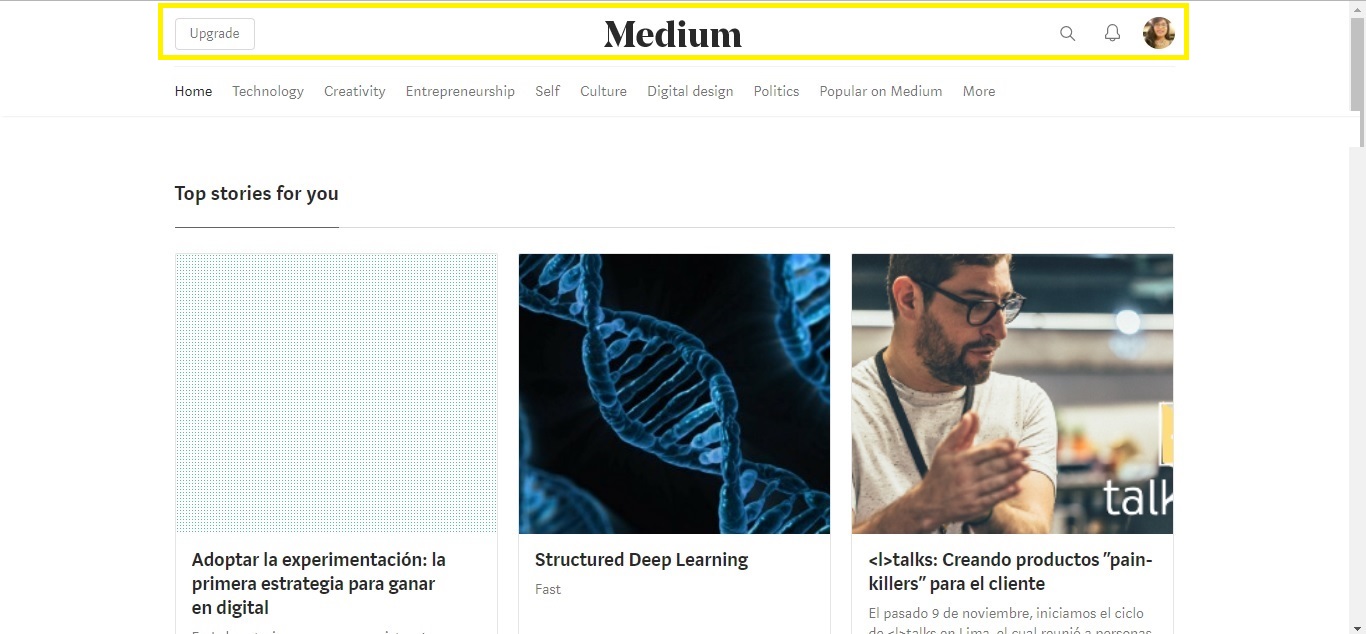 Upgrade
Medium
Home Technology Creativity Entrepreneurship Self Culture Digital design Politics Popular on Medium More
Top stories for you
talk
Adoptar la experimentación: la
primera estrategia para ganar
en digital
Structured Deep Learning
Fast
<l>talks: Creando productos ”pain-
killers” para el cliente
El pasado 9 de noviembre, iniciamos el ciclo
de <l>talks en Lima, el cual reunió a personas